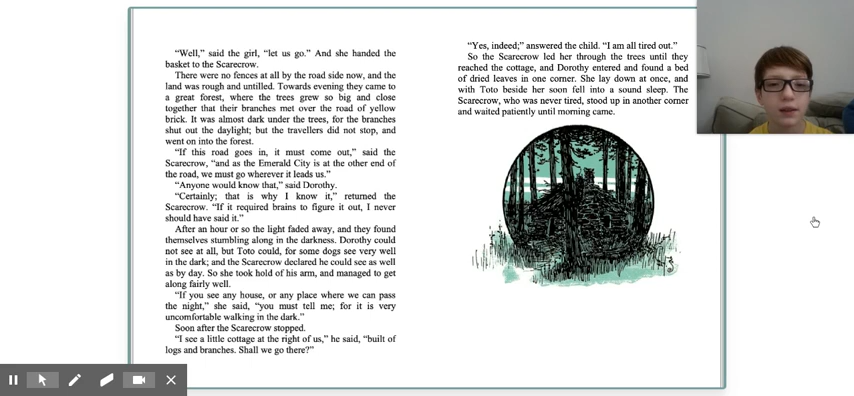 “Well,” said the girl, “let us go.” And she handed the
basket to the Scarecrow.
There were no fences at all by the road side now, and the
land was rough and untilled. Towards evening they came to
a great forest, where the trees grew so big and close
together that their branches met over the road of yellow
brick. It was almost dark under the trees, for the branches
shut out the daylight; but the travellers did not stop, and
went on into the forest.
“If this road goes in, it must come out,” said the
Scarecrow, “and as the Emerald City is at the other end of
the road, we must go wherever it leads us.”
“Anyone would know that,” said Dorothy.
“Certainly; that is why I know it,” returned the
Scarecrow. “If it required brains to figure it out, I never
should have said it.”
After an hour or so the light faded away, and they found
themselves stumbling along in the darkness. Dorothy could
not see at all, but Toto could, for some dogs see very well
in the dark; and the Scarecrow declared he could see as well
as by day. So she took hold of his arm, and managed to get
along fairly well.
“If you see any house, or any place where we can pass
the night,” she said, “you must tell me; for it is very
uncomfortable walking in the dark.”
Soon after the Scarecrow stopped.
“I see a little cottage at the right of us,” he said, “built of
logs and branches. Shall we go there?”
“Yes, indeed;” answered the child. “I am all tired out.”
So the Scarecrow led her through the trees until they
reached the cottage, and Dorothy entered and found a bed
of dried leaves in one corner. She lay down at once, and
with Toto beside her soon fell into a sound sleep. The
Scarecrow, who was never tired, stood up in another corner
and waited patiently until morning came.